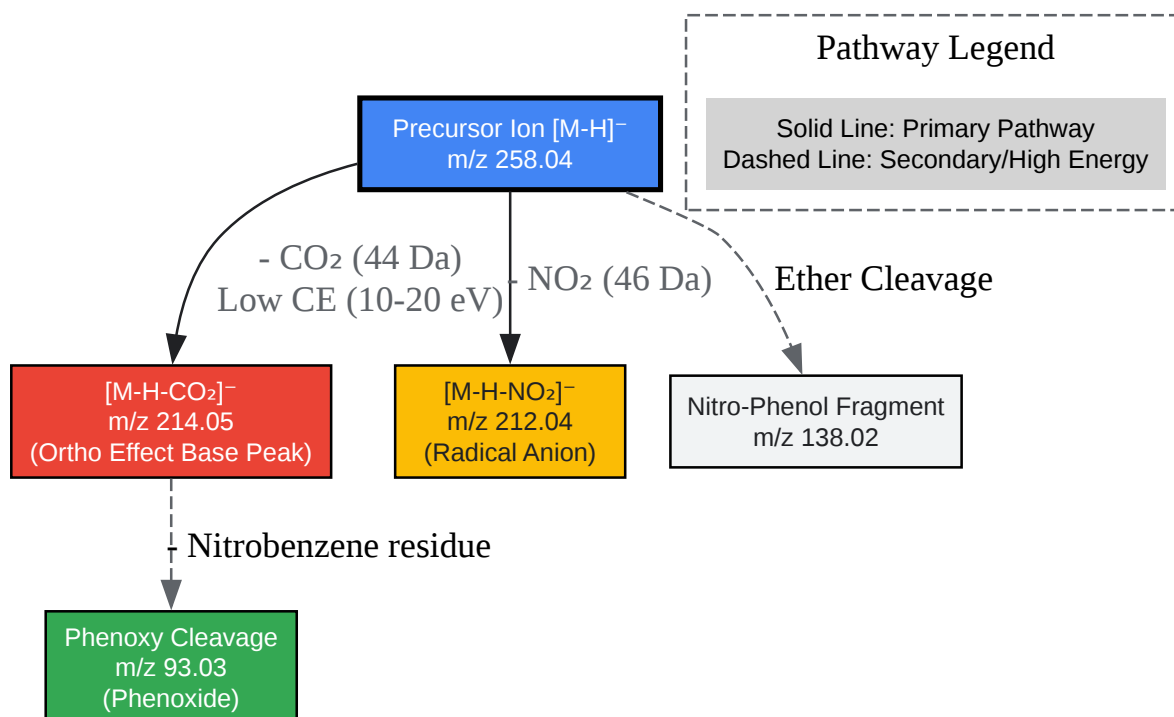 Pathway Legend
Solid Line: Primary Pathway
Dashed Line: Secondary/High Energy
Precursor Ion [M-H]⁻
m/z 258.04
- CO₂ (44 Da)
Low CE (10-20 eV)
- NO₂ (46 Da)
Ether Cleavage
[M-H-CO₂]⁻
m/z 214.05
(Ortho Effect Base Peak)
[M-H-NO₂]⁻
m/z 212.04
(Radical Anion)
Nitro-Phenol Fragment
m/z 138.02
- Nitrobenzene residue
Phenoxy Cleavage
m/z 93.03
(Phenoxide)